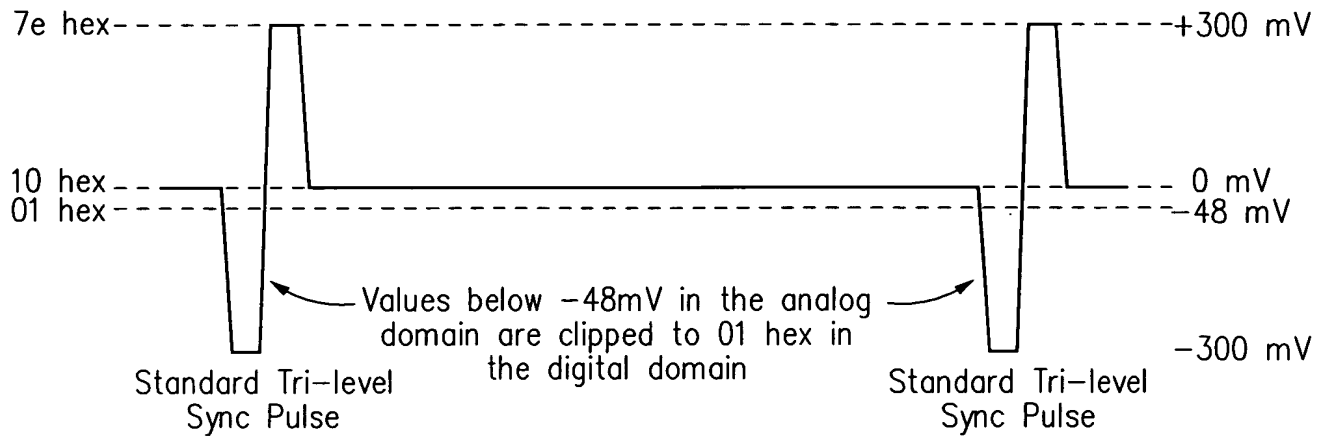 7e hex
+300 mV
10 hex
0 mV
01 hex
-48 mV
Values below -48mV in the analog
domain are clipped to 01 hex in
the digital domain
-300 mV
Standard Tri-level
Sync Pulse
Standard Tri-level
Sync Pulse